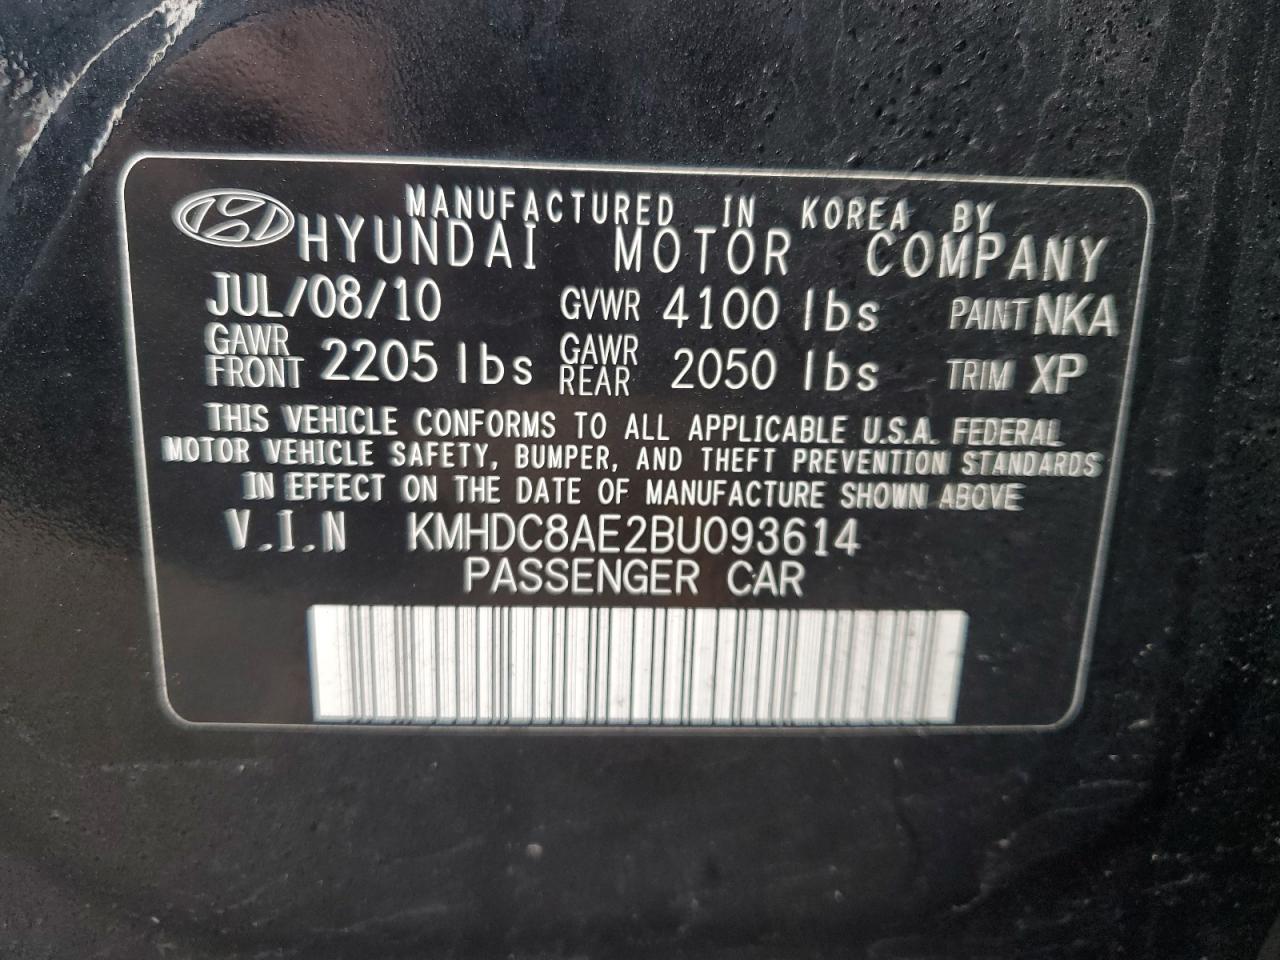 MANUFACTURED IN KOREA BY
HYUNDAI MOTOR COMPANY
JUL/08/10 GVWR 4100 lbs PAINT NKA
GAWR FRONT 2205 lbs GAWR REAR 2050 lbs TRIM XP
THIS VEHICLE CONFORMS TO ALL APPLICABLE U.S.A. FEDERAL
MOTOR VEHICLE SAFETY, BUMPER, AND THEFT PREVENTION STANDARDS
IN EFFECT ON THE DATE OF MANUFACTURE SHOWN ABOVE
V.I.N KMHDC8AE2BU093614
PASSENGER CAR